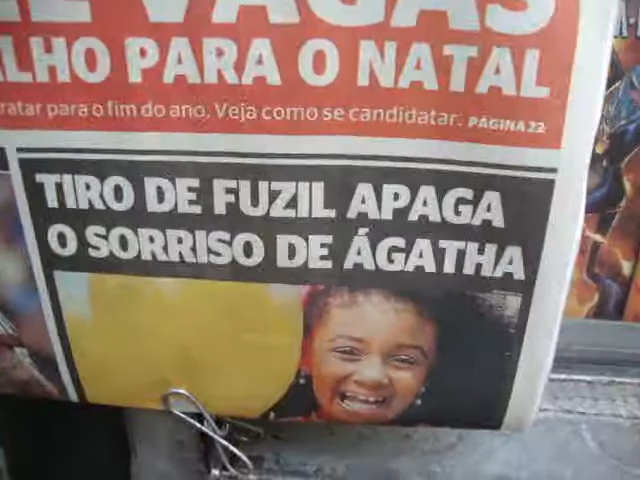 VAGAS
LHO PARA O NATAL
ratar para o fim do ano. Veja como se candidatar. PÁGINA 22
TIRO DE FUZIL APAGA
O SORRISO DE ÁGATHA